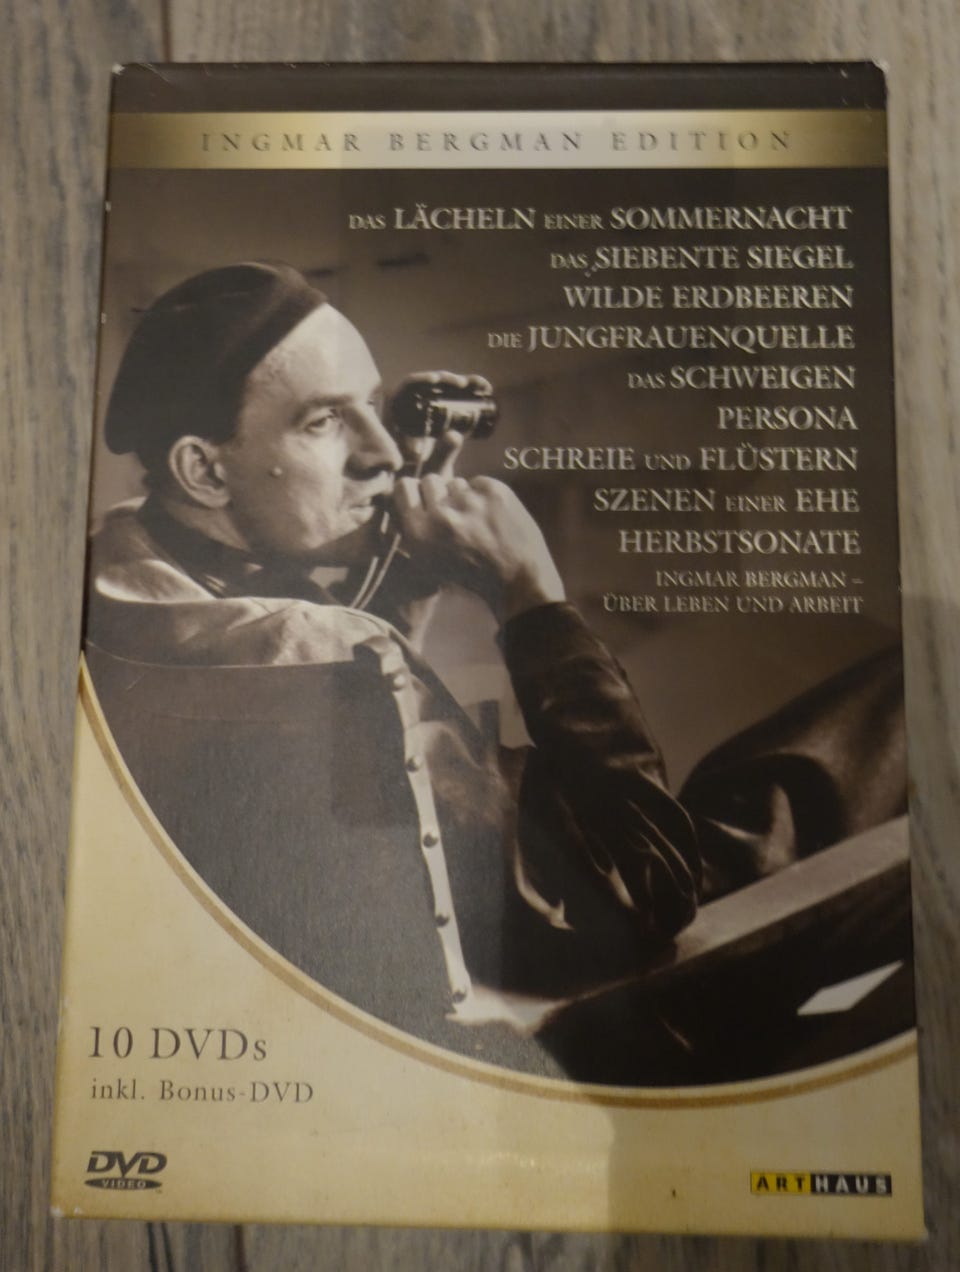 INGMAR BERGMAN EDITION
DAS LÄCHELN EINER SOMMERNACHT
DAS SIEBENTE SIEGEL
WILDE ERDBEEREN
DIE JUNGFRAUENQUELLE
DAS SCHWEIGEN
PERSONA
SCHREIE UND FLÜSTERN
SZENEN EINER EHE
HERBSTSONATE
INGMAR BERGMAN –
ÜBER LEBEN UND ARBEIT
10 DVDs
inkl. Bonus-DVD
DVD
VIDEO
ARTHAUS